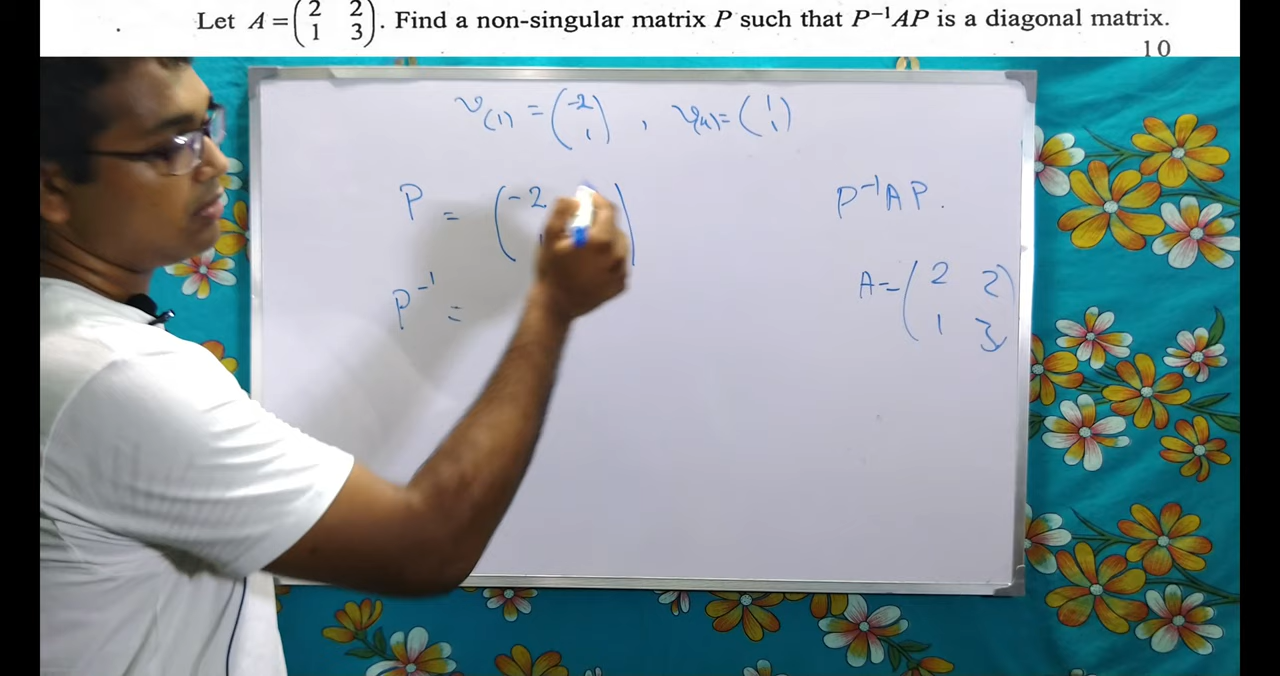 Let A = (2 2 1 3). Find a non-singular matrix P such that P⁻¹AP is a diagonal matrix.
10
v(1) = (-2 1), v(4) = (1 1)
P = (-2
P⁻¹AP.
P⁻¹ =
A = (2 2 1 3)